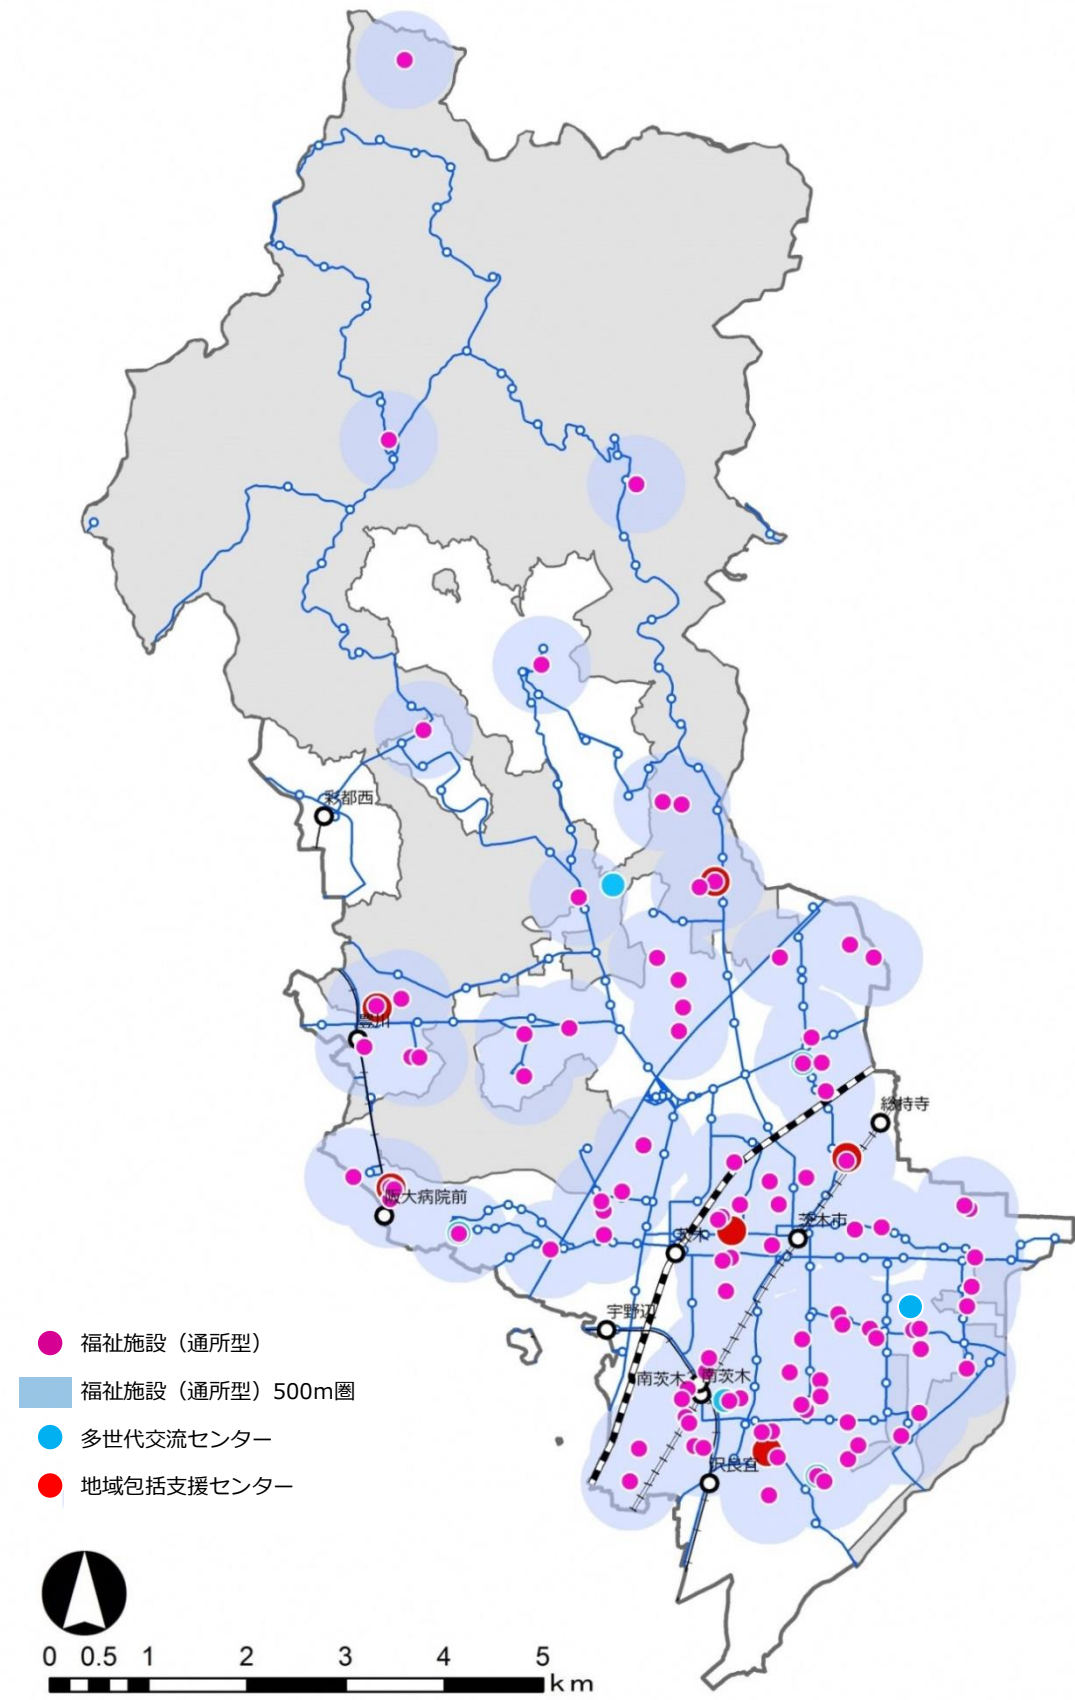 彩都西
豊川
総持寺
阪大病院前
茨木市
茨木
宇野辺
南茨木
南茨木
沢良宜
福祉施設（通所型）
福祉施設（通所型）500m圏
多世代交流センター
地域包括支援センター
0 0.5 1 2 3 4 5
km